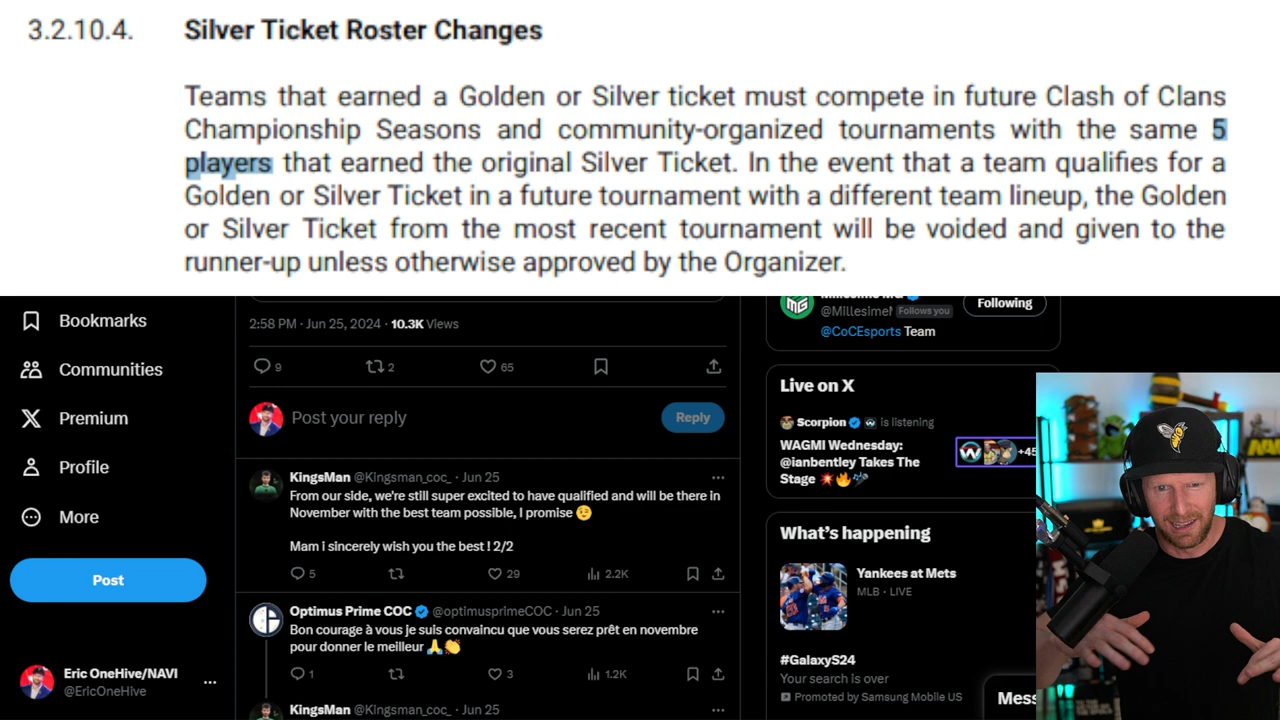 3.2.10.4. Silver Ticket Roster Changes
Teams that earned a Golden or Silver ticket must compete in future Clash of Clans
Championship Seasons and community-organized tournaments with the same 5
players that earned the original Silver Ticket. In the event that a team qualifies for a
Golden or Silver Ticket in a future tournament with a different team lineup, the Golden
or Silver Ticket from the most recent tournament will be voided and given to the
runner-up unless otherwise approved by the Organizer.
Bookmarks
Communities
Premium
Profile
More
Post
Eric OneHive/NAVI
@EricOneHive
2:58 PM · Jun 25, 2024 · 10.3K Views
9 2 65
Post your reply
Reply
KingsMan @Kingsman_coc_ · Jun 25
From our side, we're still super excited to have qualified and will be there in
November with the best team possible, I promise 😉
Mam i sincerely wish you the best ! 2/2
5 29 2.2K
Optimus Prime COC @optimusprimeCOC · Jun 25
Bon courage à vous je suis convaincu que vous serez prêt en novembre
pour donner le meilleur 🙏👏
1 3 1.2K
KingsMan @Kingsman_coc_ · Jun 25
MG
Following
Follows you
@CoCEsports Team
Live on X
Scorpion is listening
WAGMI Wednesday:
@ianbentley Takes The
Stage 💥🔥🎤
+45
What's happening
Yankees at Mets
MLB · LIVE
#GalaxyS24
Your search is over
Promoted by Samsung Mobile US